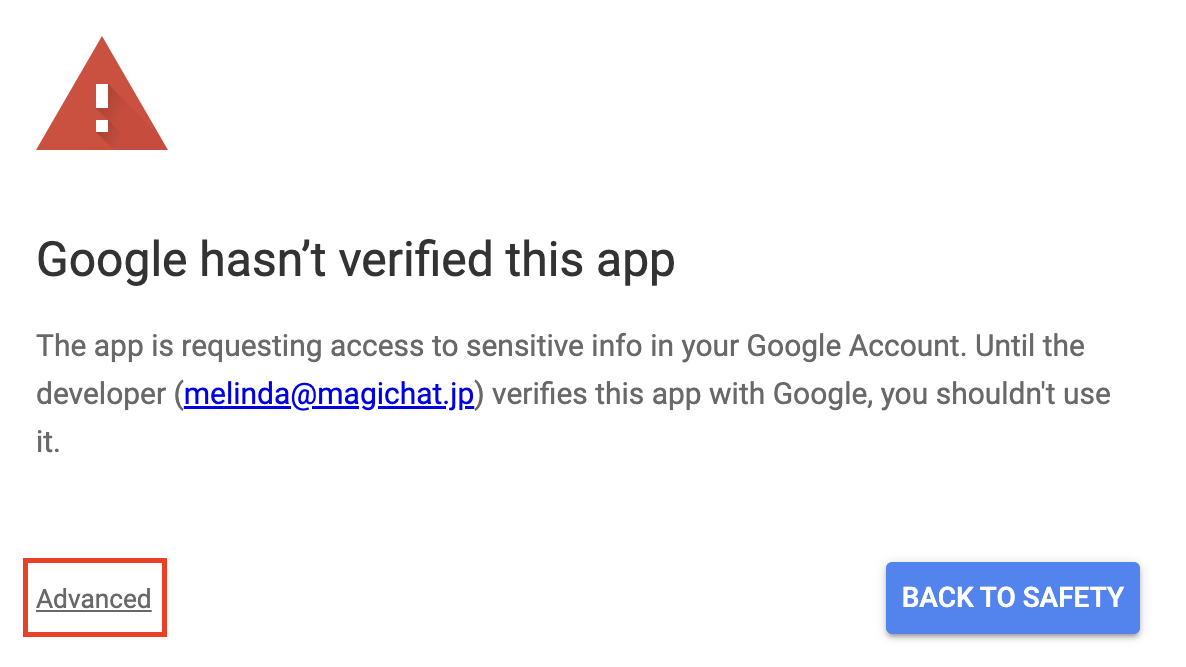 Google hasn’t verified this app
The app is requesting access to sensitive info in your Google Account. Until the
developer (melinda@magichat.jp) verifies this app with Google, you shouldn't use
it.
Advanced
BACK TO SAFETY